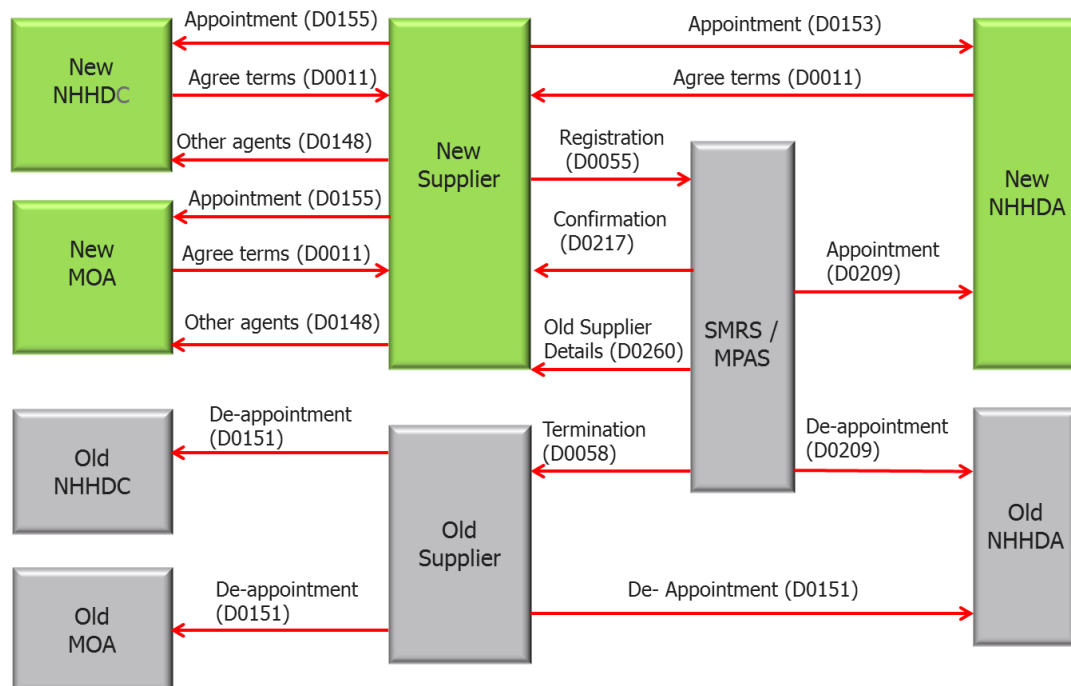 Appointment (D0155)
New
NHHDC
Agree terms (D0011)
Other agents (D0148)
Appointment (D0155)
New
MOA
Agree terms (D0011)
Other agents (D0148)
New
Supplier
Appointment (D0153)
Agree terms (D0011)
Registration
(D0055)
Confirmation
(D0217)
Old Supplier
Details (D0260)
SMRS /
MPAS
Appointment
(D0209)
New
NHHDA
De-appointment
(D0151)
Old
NHHDC
De-appointment
(D0151)
Old
MOA
Old
Supplier
Termination
(D0058)
De-appointment
(D0209)
De- Appointment (D0151)
Old
NHHDA